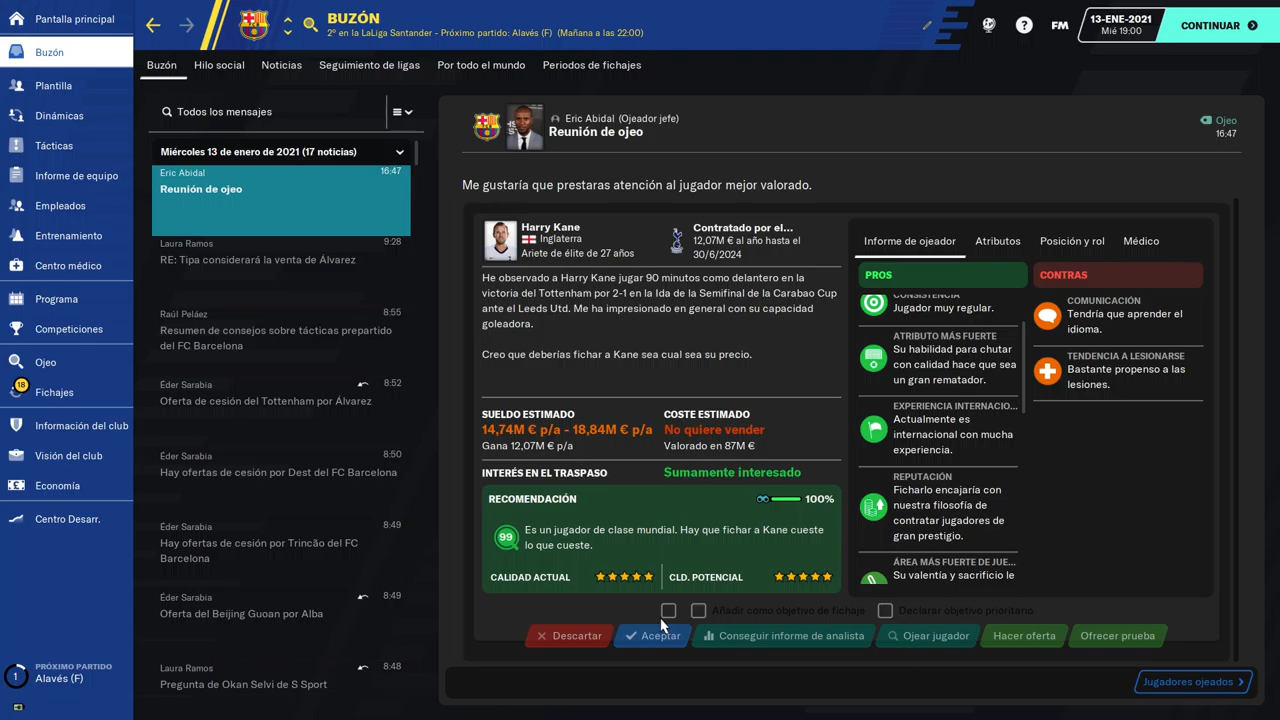 Pantalla principal
Buzón
Plantilla
Dinámicas
Tácticas
Informe de equipo
Empleados
Entrenamiento
Centro médico
Programa
Competiciones
Ojeo
18
Fichajes
Información del club
Visión del club
Economía
Centro Desarr.
PRÓXIMO PARTIDO
1
Alavés (F)
BUZÓN
2º en la LaLiga Santander - Próximo partido: Alavés (F) (Mañana a las 22:00)
FM
13-ENE-2021
Mié 19:00
CONTINUAR
Buzón
Hilo social
Noticias
Seguimiento de ligas
Por todo el mundo
Periodos de fichajes
Todos los mensajes
Miércoles 13 de enero de 2021 (17 noticias)
Eric Abidal 16:47
Reunión de ojeo
Laura Ramos 9:28
RE: Tipa considerará la venta de Álvarez
Raúl Peláez 8:55
Resumen de consejos sobre tácticas prepartido
del FC Barcelona
Éder Sarabia 8:52
Oferta de cesión del Tottenham por Álvarez
Éder Sarabia 8:50
Hay ofertas de cesión por Dest del FC Barcelona
Éder Sarabia 8:49
Hay ofertas de cesión por Trincão del FC
Barcelona
Éder Sarabia 8:49
Oferta del Beijing Guoan por Alba
Laura Ramos 8:48
Pregunta de Okan Selvi de S Sport
Eric Abidal (Ojeador jefe)
Reunión de ojeo
Ojeo
16:47
Me gustaría que prestaras atención al jugador mejor valorado.
Harry Kane
Inglaterra
Ariete de élite de 27 años
Contratado por el...
12,07M € al año hasta el
30/6/2024
He observado a Harry Kane jugar 90 minutos como delantero en la
victoria del Tottenham por 2-1 en la Ida de la Semifinal de la Carabao Cup
ante el Leeds Utd. Me ha impresionado en general con su capacidad
goleadora.
Creo que deberías fichar a Kane sea cual sea su precio.
SUELDO ESTIMADO
14,74M € p/a - 18,84M € p/a
Gana 12,07M € p/a
COSTE ESTIMADO
No quiere vender
Valorado en 87M €
INTERÉS EN EL TRASPASO
Sumamente interesado
RECOMENDACIÓN
100%
99
Es un jugador de clase mundial. Hay que fichar a Kane cueste
lo que cueste.
CALIDAD ACTUAL
CLD. POTENCIAL
Informe de ojeador
Atributos
Posición y rol
Médico
PROS
CONSISTENCIA
Jugador muy regular.
ATRIBUTO MÁS FUERTE
Su habilidad para chutar
con calidad hace que sea
un gran rematador.
EXPERIENCIA INTERNACIO...
Actualmente es
internacional con mucha
experiencia.
REPUTACIÓN
Ficharlo encajaría con
nuestra filosofía de
contratar jugadores de
gran prestigio.
ÁREA MÁS FUERTE DE JUE...
Su valentía y sacrificio le
CONTRAS
COMUNICACIÓN
Tendría que aprender el
idioma.
TENDENCIA A LESIONARSE
Bastante propenso a las
lesiones.
Añadir como objetivo de fichaje
Declarar objetivo prioritario
Descartar
Aceptar
Conseguir informe de analista
Ojear jugador
Hacer oferta
Ofrecer prueba
Jugadores ojeados